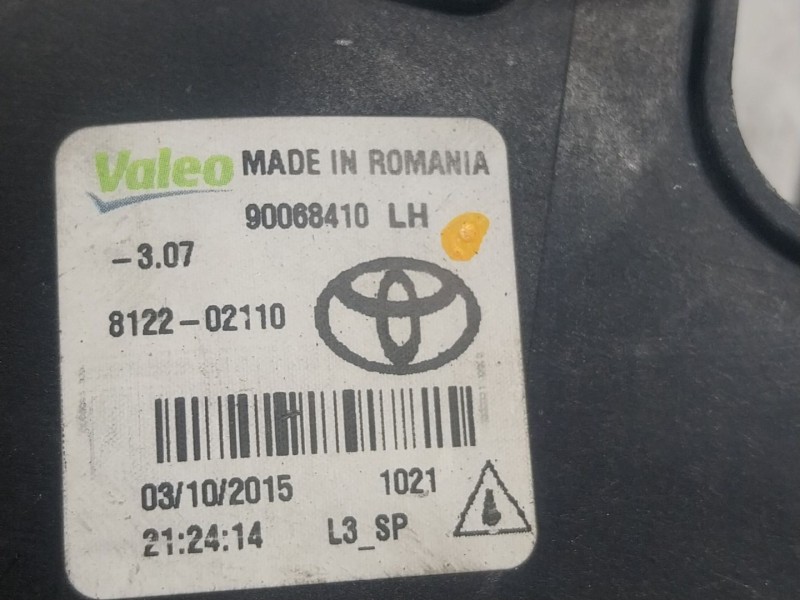 Valeo MADE IN ROMANIA
90068410 LH
-3.07
8122-02110
03/10/2015 1021
21:24:14 L3_SP